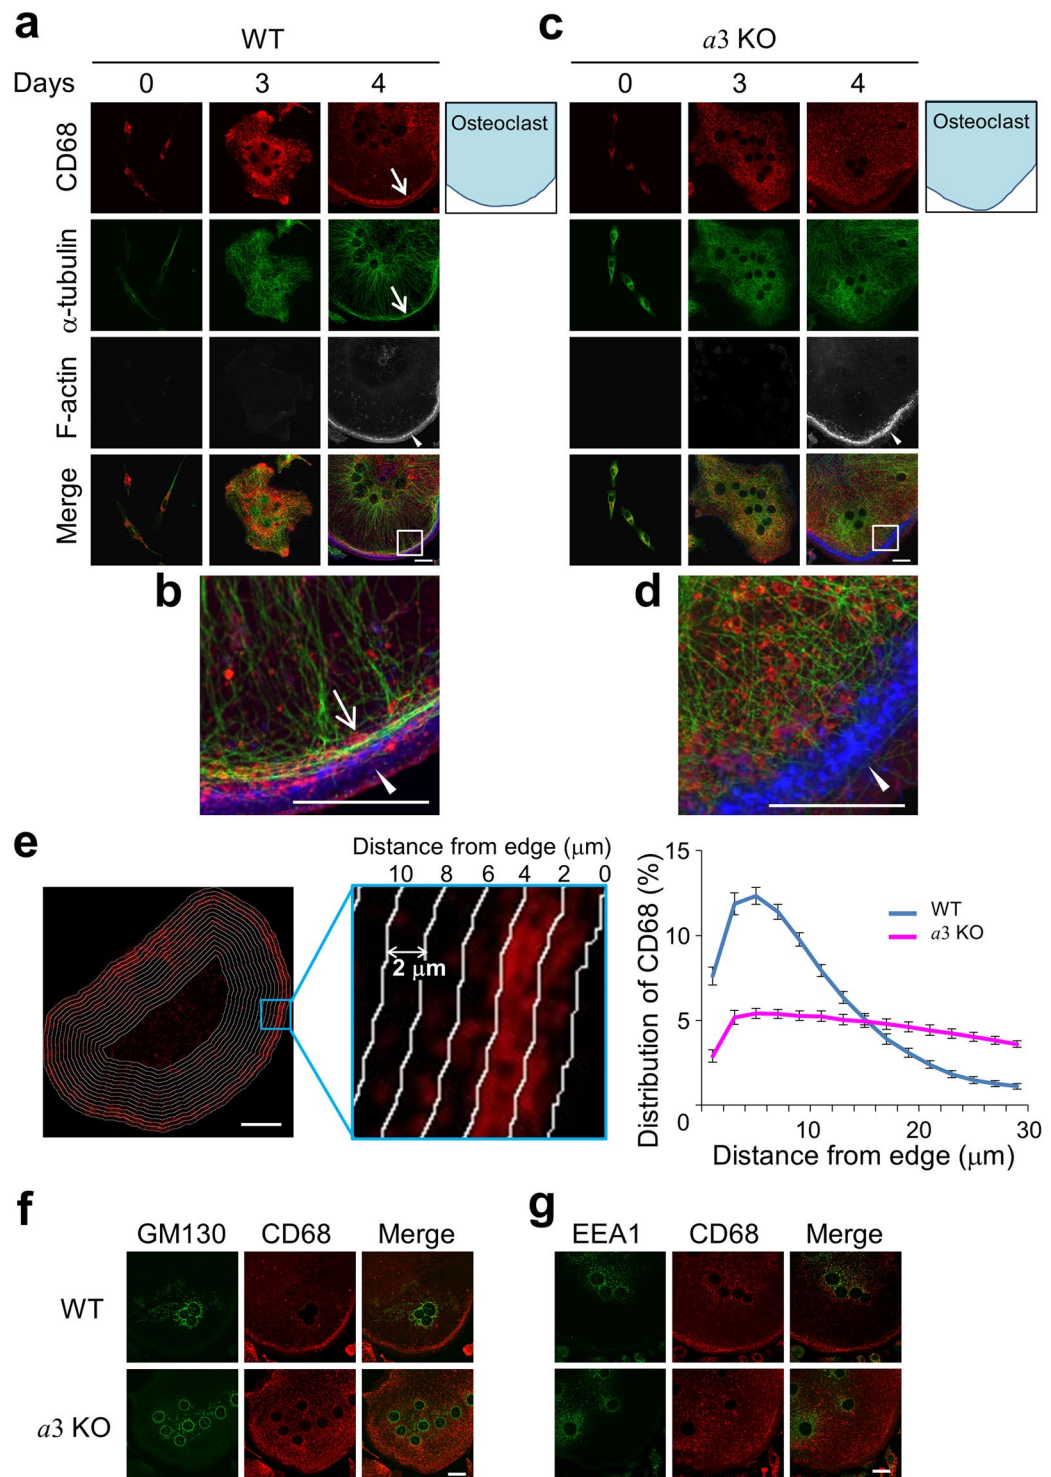 a
WT
Days 0 3 4
CD68
Osteoclast
α-tubulin
F-actin
Merge
b
c
a3 KO
0 3 4
Osteoclast
d
e
Distance from edge (μm)
10 8 6 4 2 0
2 μm
Distribution of CD68 (%)
15
10
5
0
WT
a3 KO
10 20 30
Distance from edge (μm)
f
GM130 CD68 Merge
WT
a3 KO
g
EEA1 CD68 Merge